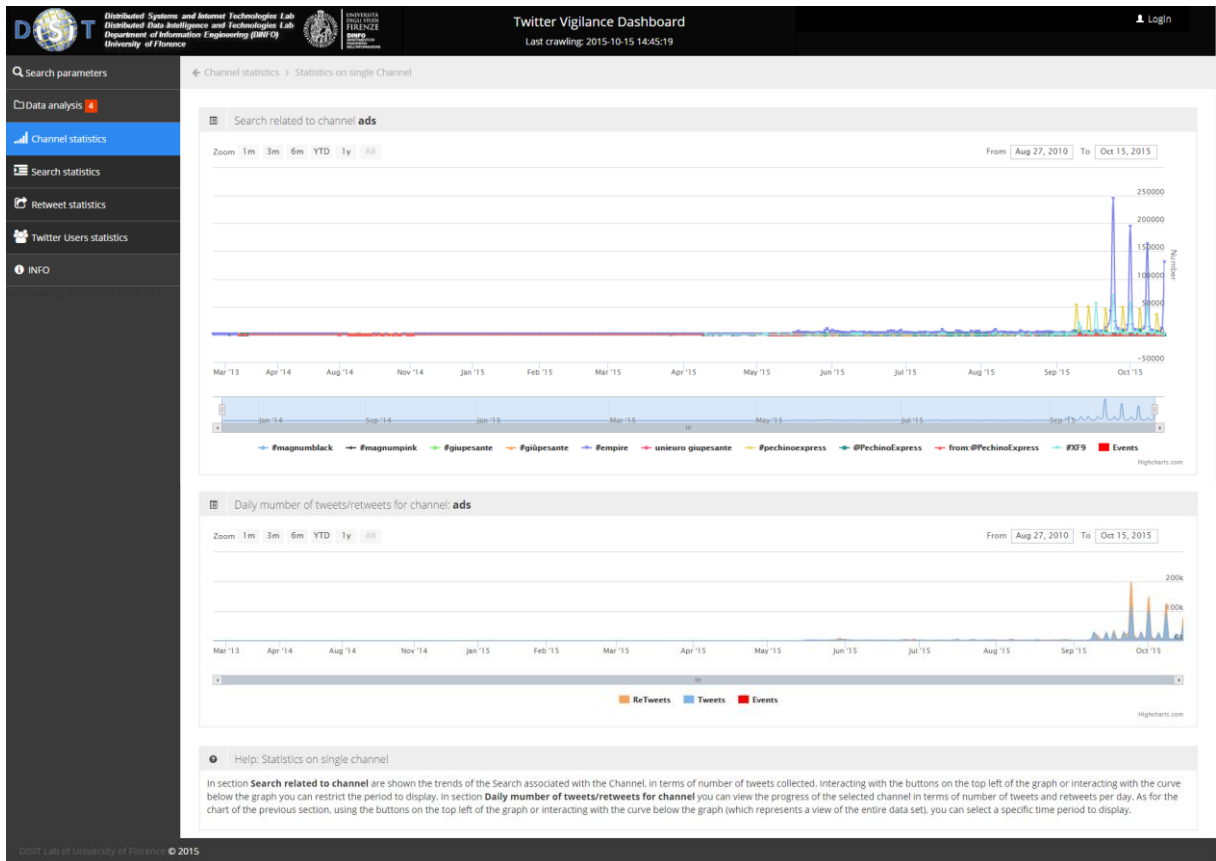 DISIT
Distributed Systems and Internet Technologies Lab
Distributed Data Intelligence and Technologies Lab
Department of Information Engineering (DINFO)
University of Florence
UNIVERSITÀ
DEGLI STUDI
FIRENZE
DINFO
Twitter Vigilance Dashboard
Last crawling: 2015-10-15 14:45:19
Login
Search parameters
Data analysis 4
Channel statistics
Search statistics
Retweet statistics
Twitter Users statistics
INFO
Channel statistics > Statistics on single Channel
Search related to channel ads
Zoom 1m 3m 6m YTD 1y All
From Aug 27, 2010 To Oct 15, 2015
250000
200000
150000
100000
50000
0
-50000
Number
Mar '13 Apr '14 Aug '14 Nov '14 Jan '15 Feb '15 Mar '15 Apr '15 May '15 Jun '15 Jul '15 Aug '15 Sep '15 Oct '15
Jan '14 Sep '14 Jan '15 Mar '15 May '15 Jul '15 Sep '15
#magnumblack #magnumpink #giupesante #giùpesante #empire unieuro giupesante #pechinoexpress @PechinoExpress from:@PechinoExpress #XF9 Events
Highcharts.com
Daily mumber of tweets/retweets for channel: ads
Zoom 1m 3m 6m YTD 1y All
From Aug 27, 2010 To Oct 15, 2015
200k
100k
Mar '13 Apr '14 Aug '14 Nov '14 Jan '15 Feb '15 Mar '15 Apr '15 May '15 Jun '15 Jul '15 Aug '15 Sep '15 Oct '15
ReTweets Tweets Events
Highcharts.com
Help: Statistics on single channel
In section Search related to channel are shown the trends of the Search associated with the Channel, in terms of number of tweets collected. Interacting with the buttons on the top left of the graph or interacting with the curve
below the graph you can restrict the period to display. In section Daily mumber of tweets/retweets for channel you can view the progress of the selected channel in terms of number of tweets and retweets per day. As for the
chart of the previous section, using the buttons on the top left of the graph or interacting with the curve below the graph (which represents a view of the entire data set), you can select a specific time period to display.
DISIT Lab of University of Florence © 2015